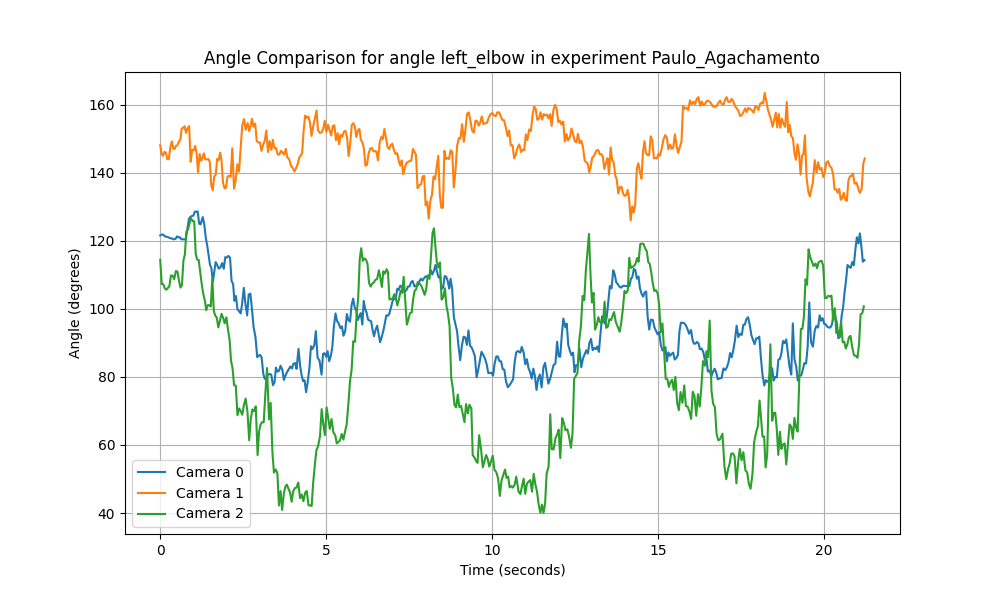 Angle Comparison for angle left_elbow in experiment Paulo_Agachamento
Angle (degrees)
160
140
120
100
80
60
40
Camera 0
Camera 1
Camera 2
0
5
10
15
20
Time (seconds)